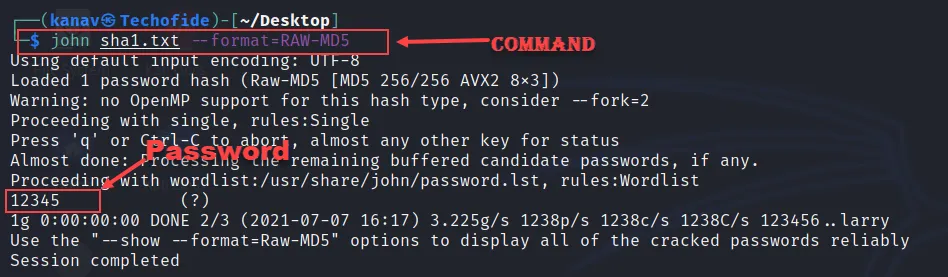 ┌──(kanav㉿Techofide)-[~/Desktop]
└─$ john sha1.txt --format=RAW-MD5
COMMAND
Using default input encoding: UTF-8
Loaded 1 password hash (Raw-MD5 [MD5 256/256 AVX2 8×3])
Warning: no OpenMP support for this hash type, consider --fork=2
Proceeding with single, rules:Single
Press 'q' or Ctrl-C to abort, almost any other key for status
Password
Almost done: Processing the remaining buffered candidate passwords, if any.
Proceeding with wordlist:/usr/share/john/password.lst, rules:Wordlist
12345 (?)
1g 0:00:00:00 DONE 2/3 (2021-07-07 16:17) 3.225g/s 1238p/s 1238c/s 1238C/s 123456..larry
Use the "--show --format=Raw-MD5" options to display all of the cracked passwords reliably
Session completed